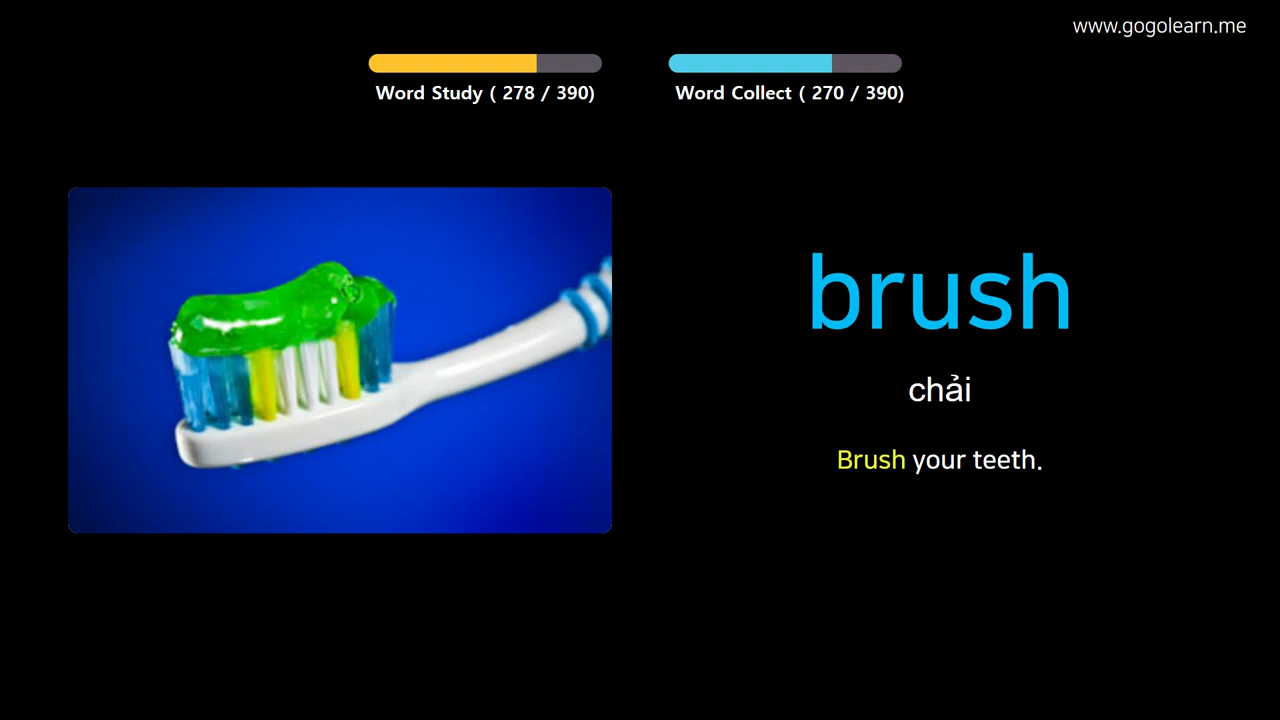 www.gogolearn.me
Word Study ( 278 / 390)
Word Collect ( 270 / 390)
brush
chải
Brush your teeth.